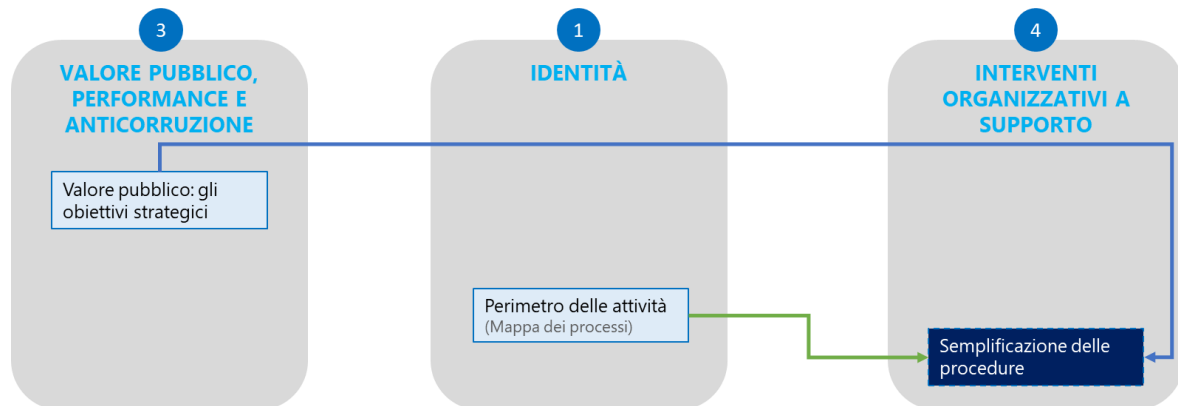 3
VALORE PUBBLICO,
PERFORMANCE E
ANTICORRUZIONE
Valore pubblico: gli
obiettivi strategici
1
IDENTITÀ
Perimetro delle attività
(Mappa dei processi)
4
INTERVENTI
ORGANIZZATIVI A
SUPPORTO
Semplificazione delle
procedure